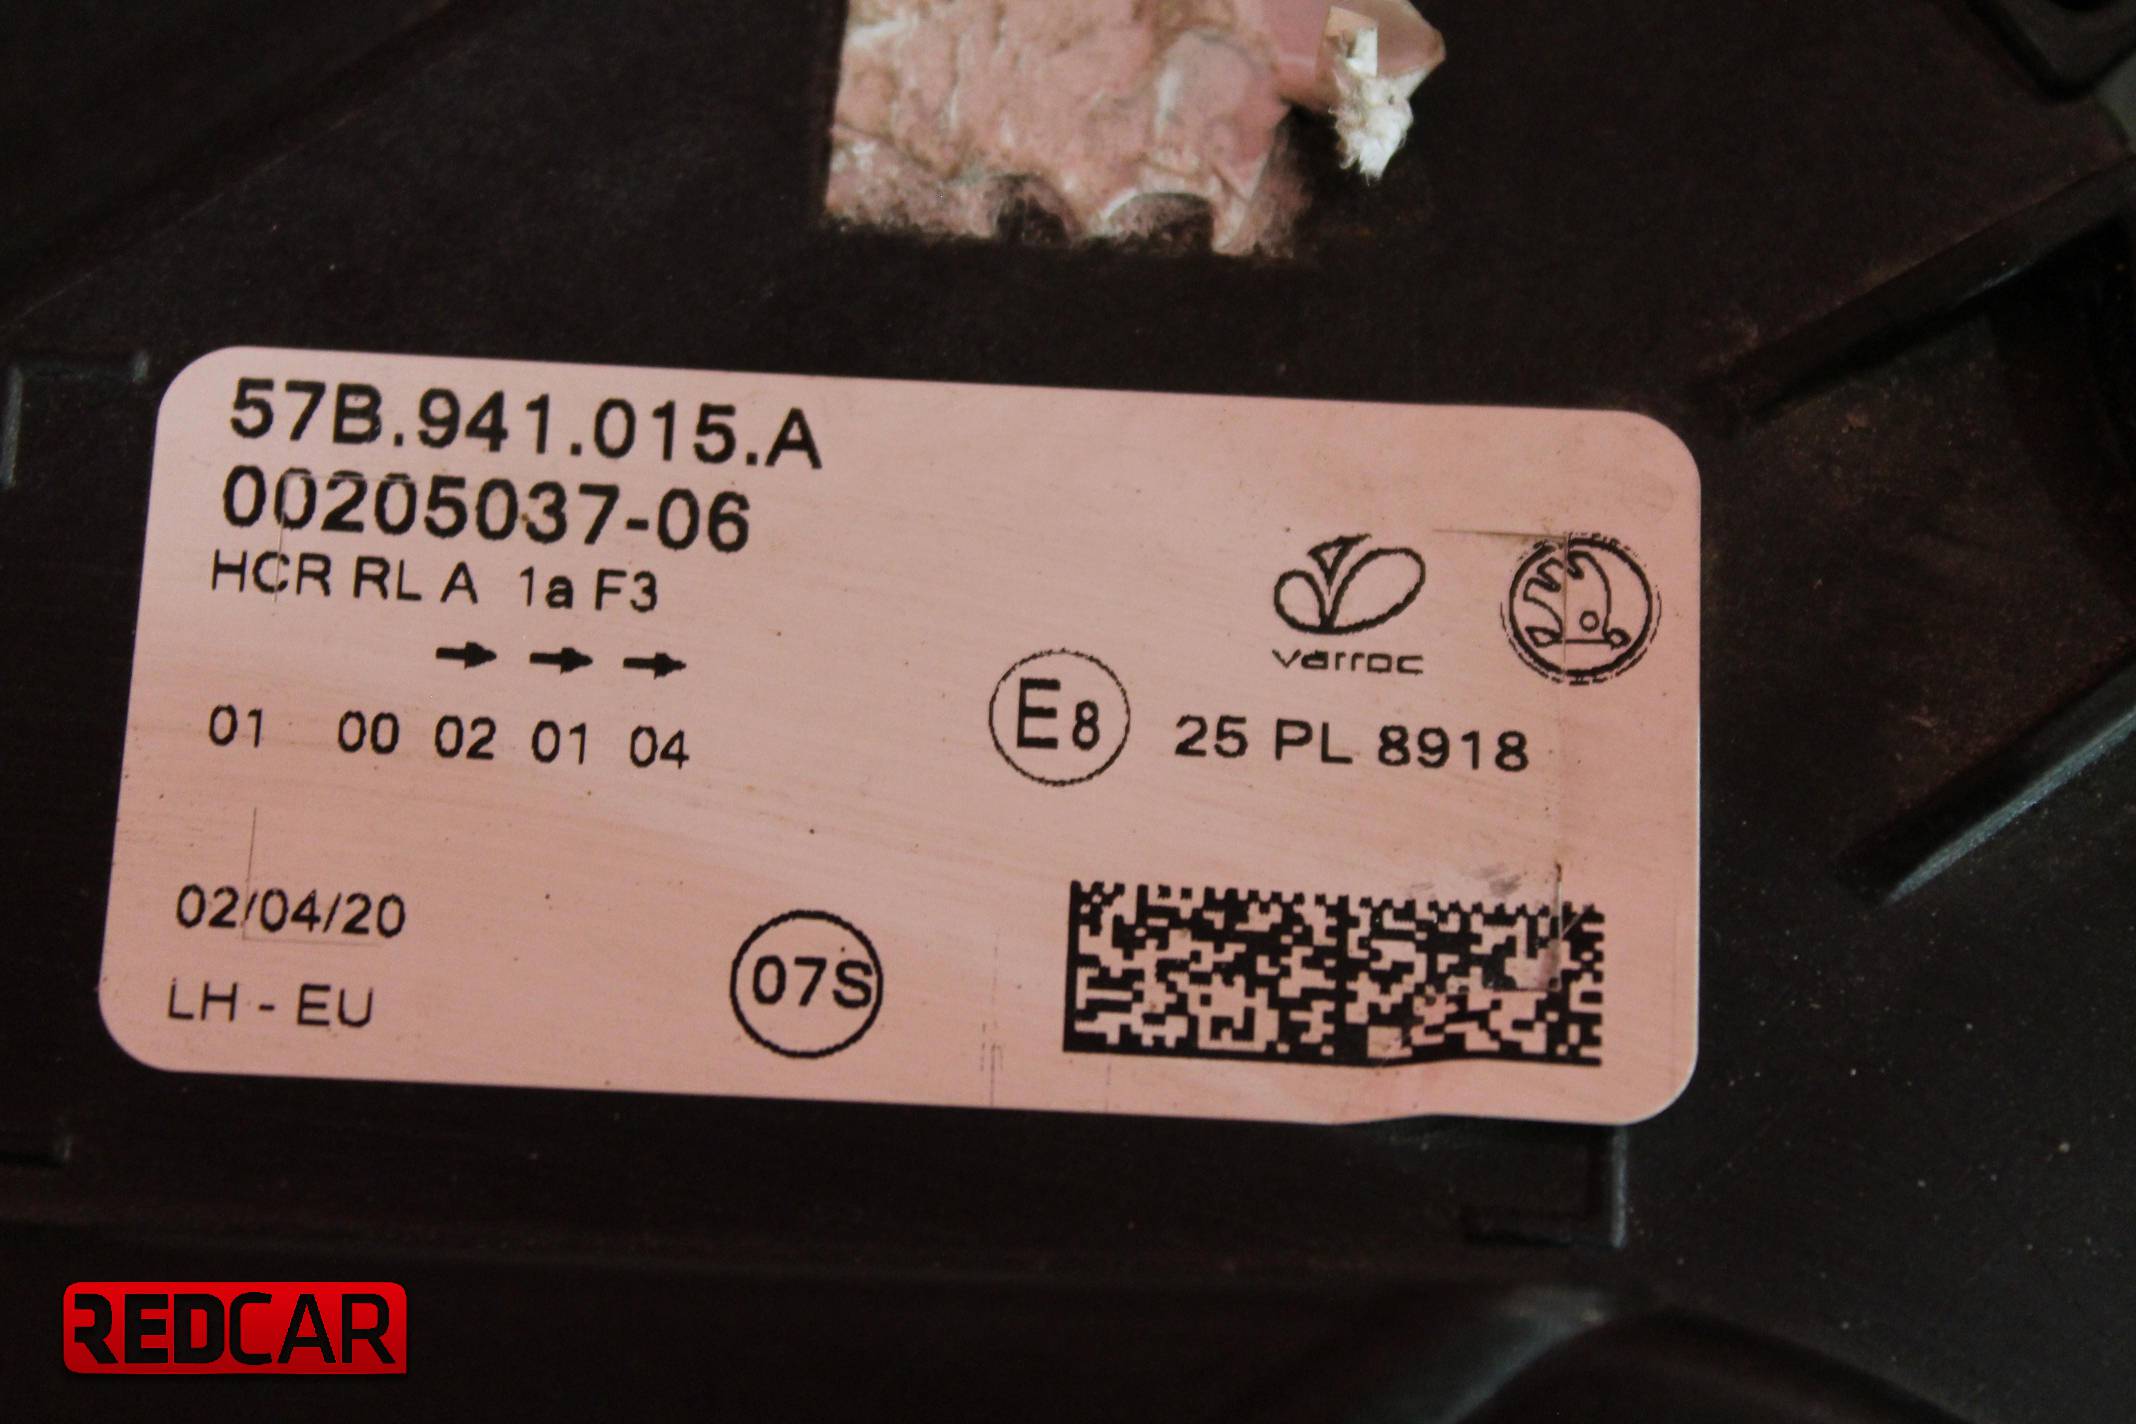 57B.941.015.A
00205037-06
HCR RL A 1a F3
varroc
01 00 02 01 04
E8 25 PL 8918
02/04/20
07S
LH - EU
REDCAR